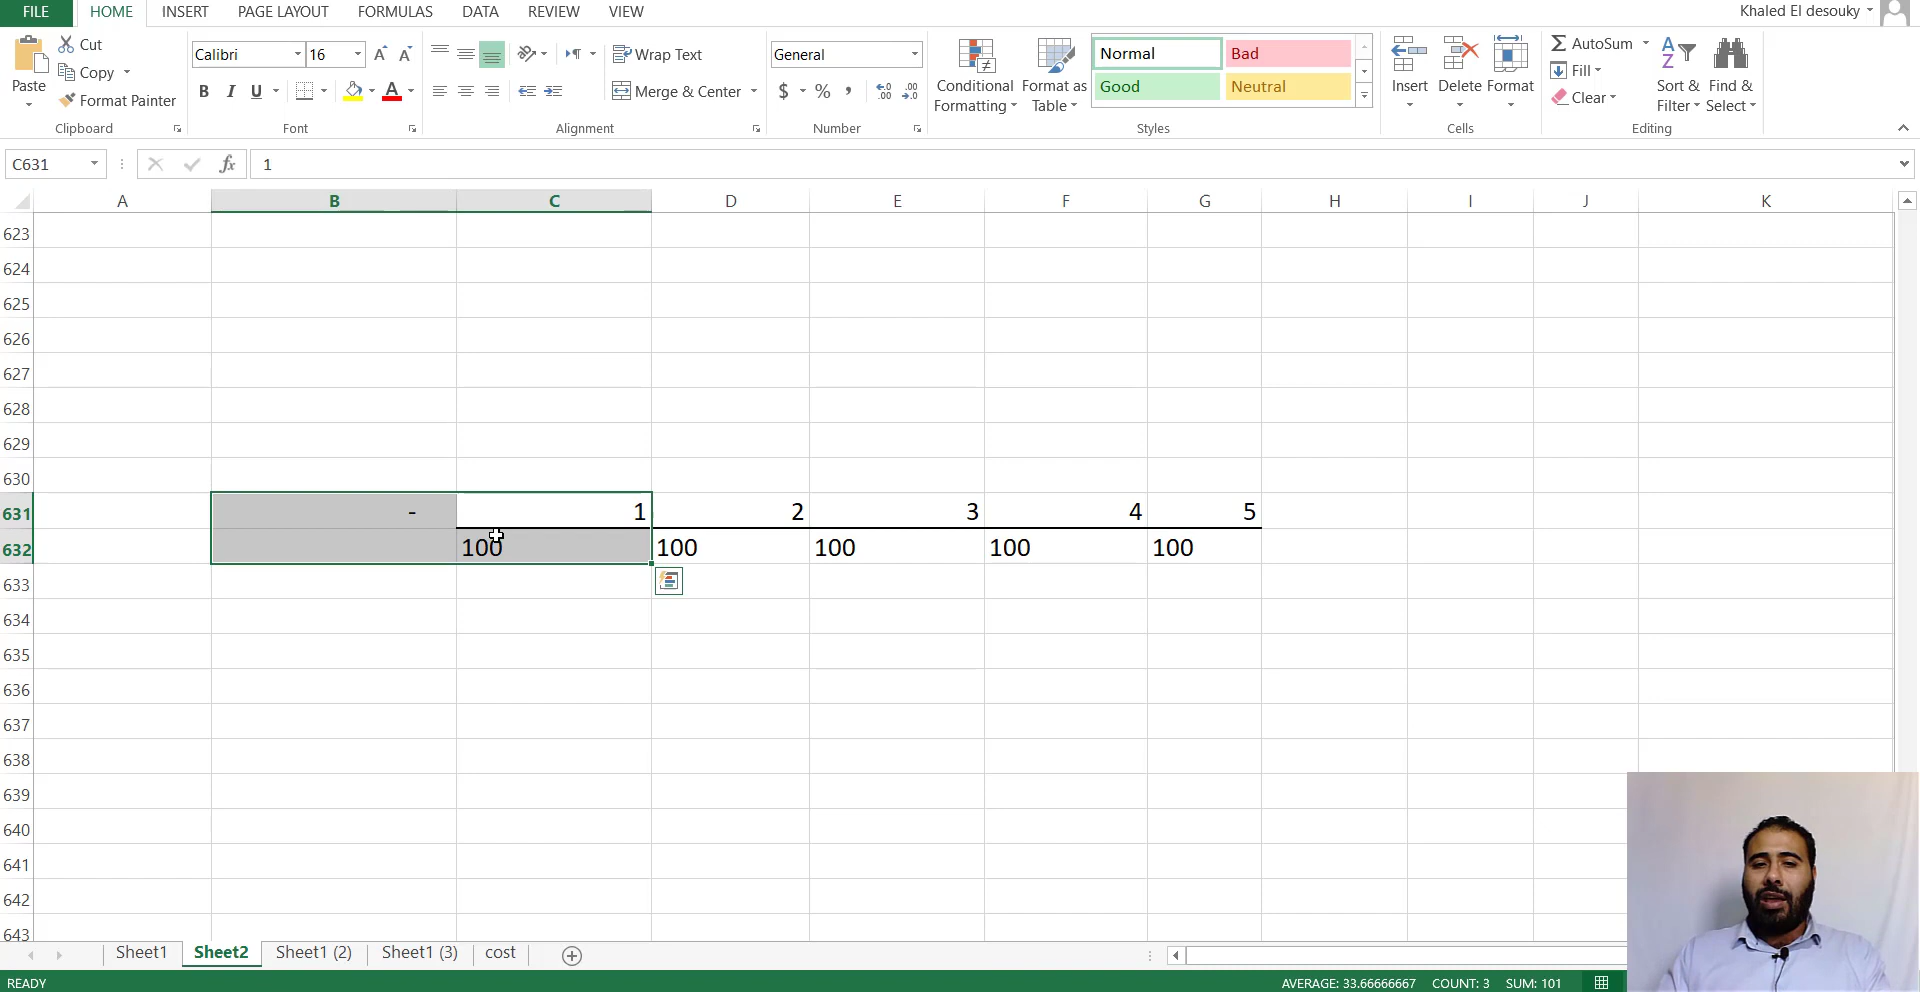 FILE HOME INSERT PAGE LAYOUT FORMULAS DATA REVIEW VIEW Khaled El desouky
Paste
Cut
Copy
Format Painter
Clipboard
Calibri 16
B I U A
Font
Wrap Text
Merge & Center
Alignment
General
$ % ,
Number
Conditional
Formatting
Format as
Table
Normal Bad
Good Neutral
Styles
Insert Delete Format
Cells
AutoSum
Fill
Clear
Sort &
Filter
Find &
Select
Editing
C631 fx 1
A B C D E F G H I J K
623
624
625
626
627
628
629
630
631 - 1 2 3 4 5
632 100 100 100 100 100
633
634
635
636
637
638
639
640
641
642
643
Sheet1 Sheet2 Sheet1 (2) Sheet1 (3) cost
READY AVERAGE: 33.66666667 COUNT: 3 SUM: 101